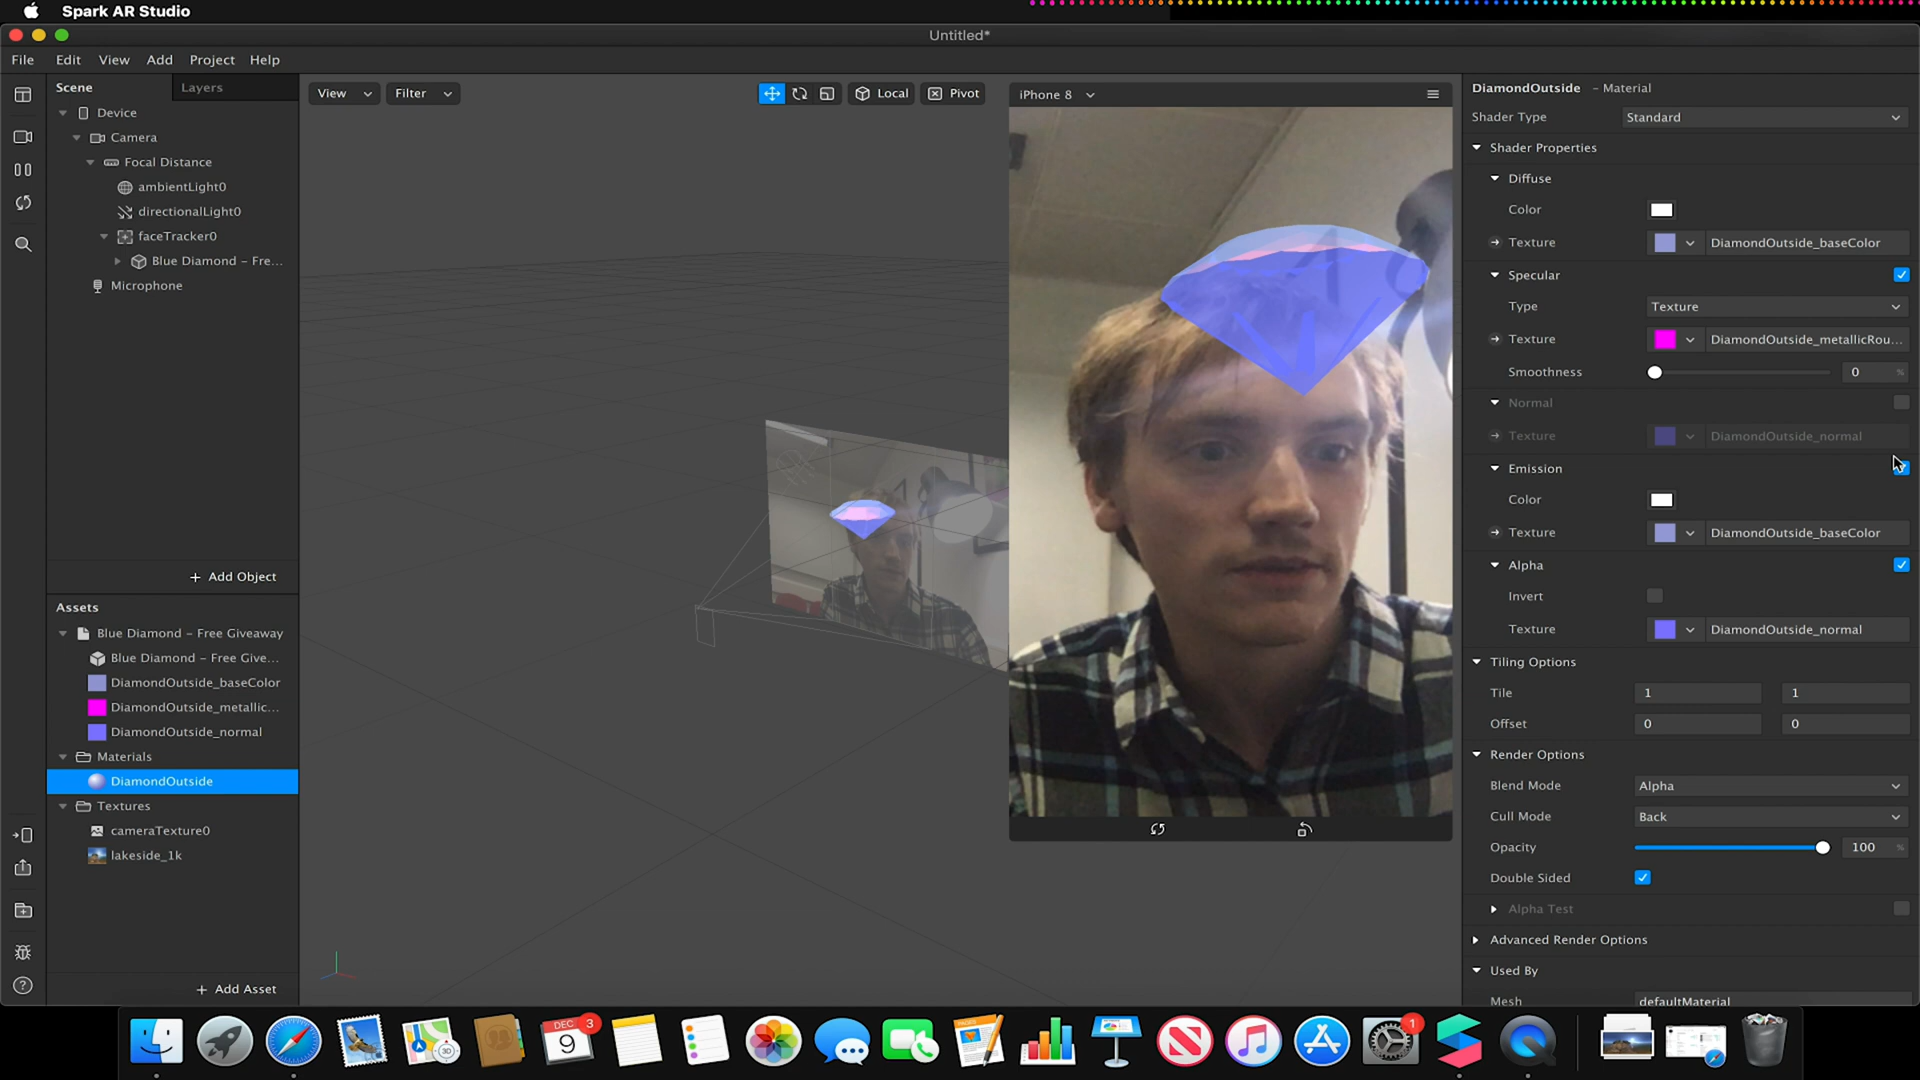 Spark AR Studio
Untitled*
File Edit View Add Project Help
Scene Layers
Device
Camera
Focal Distance
ambientLight0
directionalLight0
faceTracker0
Blue Diamond – Fre...
Microphone
+ Add Object
Assets
Blue Diamond – Free Giveaway
Blue Diamond – Free Give...
DiamondOutside_baseColor
DiamondOutside_metallic...
DiamondOutside_normal
Materials
DiamondOutside
Textures
cameraTexture0
lakeside_1k
+ Add Asset
View Filter Local Pivot
iPhone 8
DiamondOutside – Material
Shader Type Standard
Shader Properties
Diffuse
Color
Texture DiamondOutside_baseColor
Specular
Type Texture
Texture DiamondOutside_metallicRou...
Smoothness 0 %
Normal
Texture DiamondOutside_normal
Emission
Color
Texture DiamondOutside_baseColor
Alpha
Invert
Texture DiamondOutside_normal
Tiling Options
Tile 1 1
Offset 0 0
Render Options
Blend Mode Alpha
Cull Mode Back
Opacity 100 %
Double Sided
Alpha Test
Advanced Render Options
Used By
Mesh defaultMaterial
DEC 3
9
1